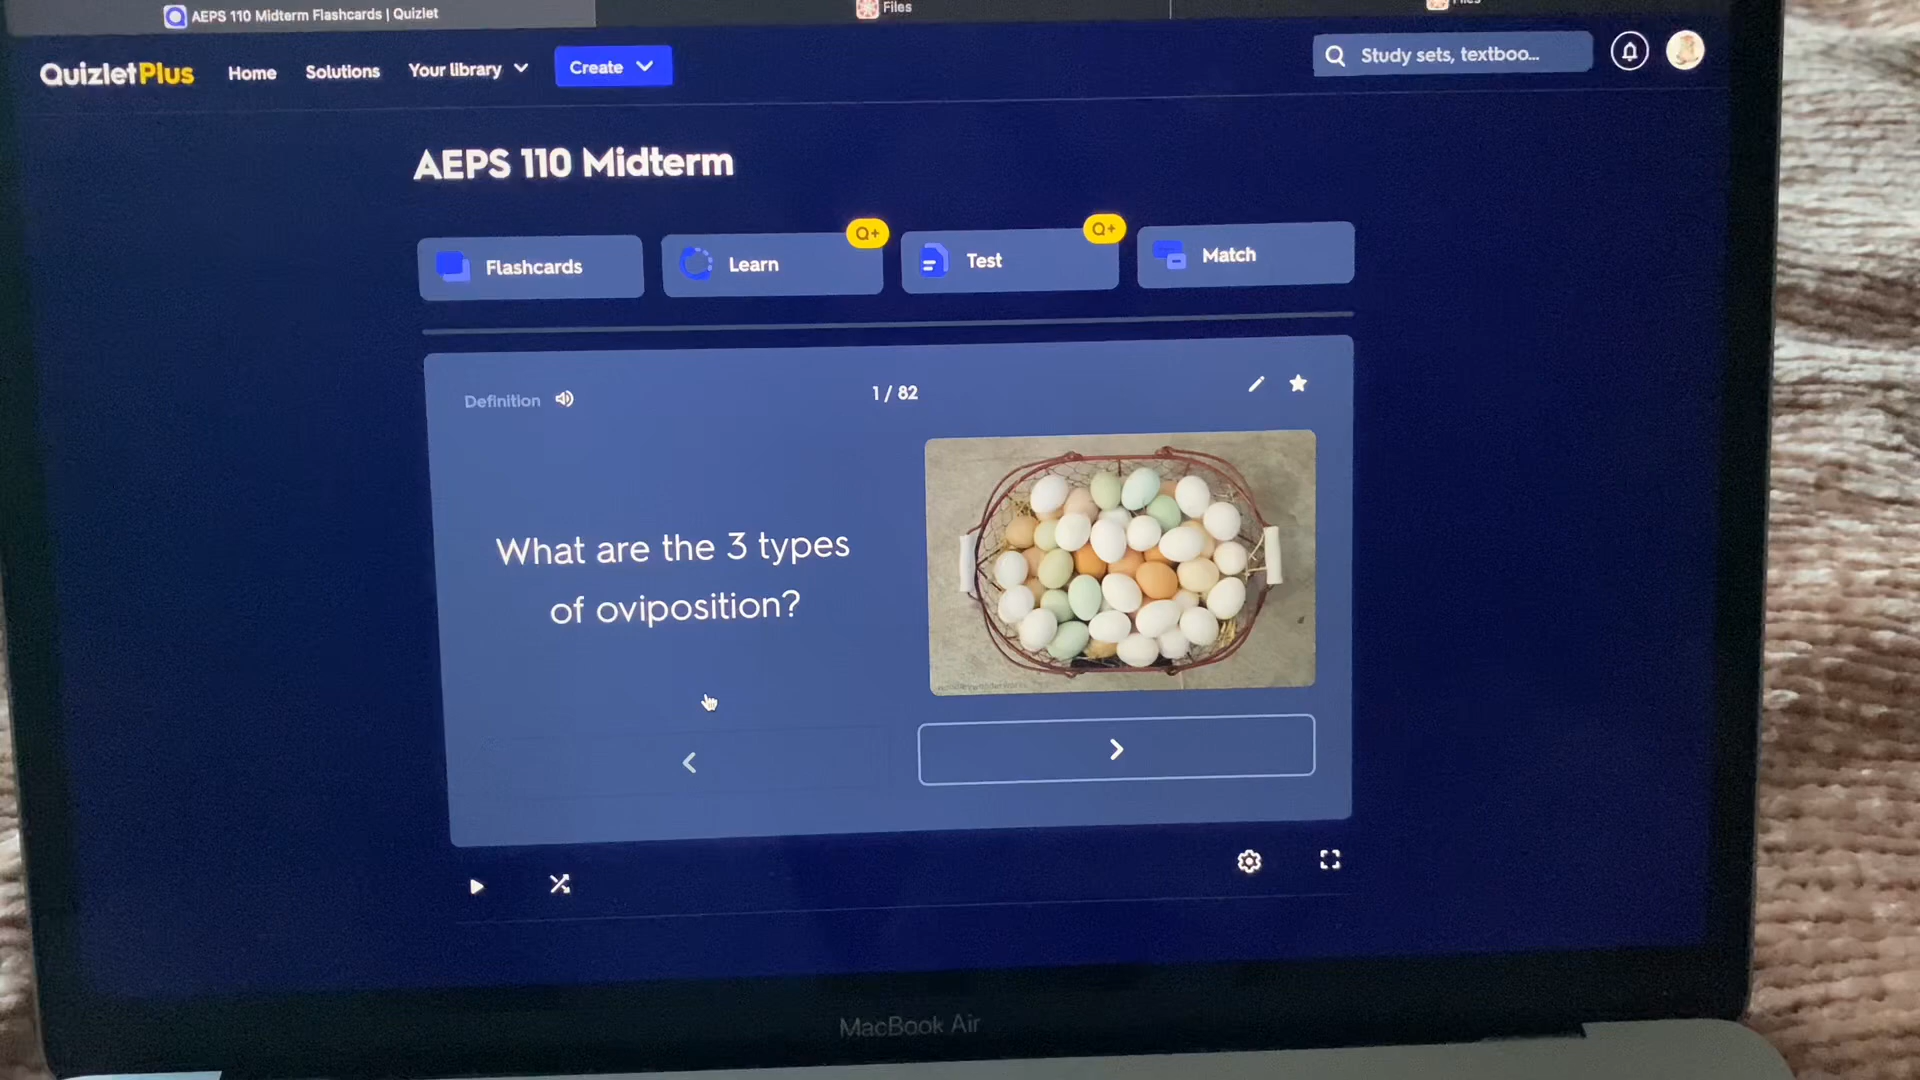 AEPS 110 Midterm Flashcards | Quizlet
Files
Files
QuizletPlus
Home
Solutions
Your library
Create
Study sets, textboo...
AEPS 110 Midterm
Flashcards
Learn
Q+
Test
Q+
Match
Definition
1 / 82
What are the 3 types
of oviposition?
MacBook Air